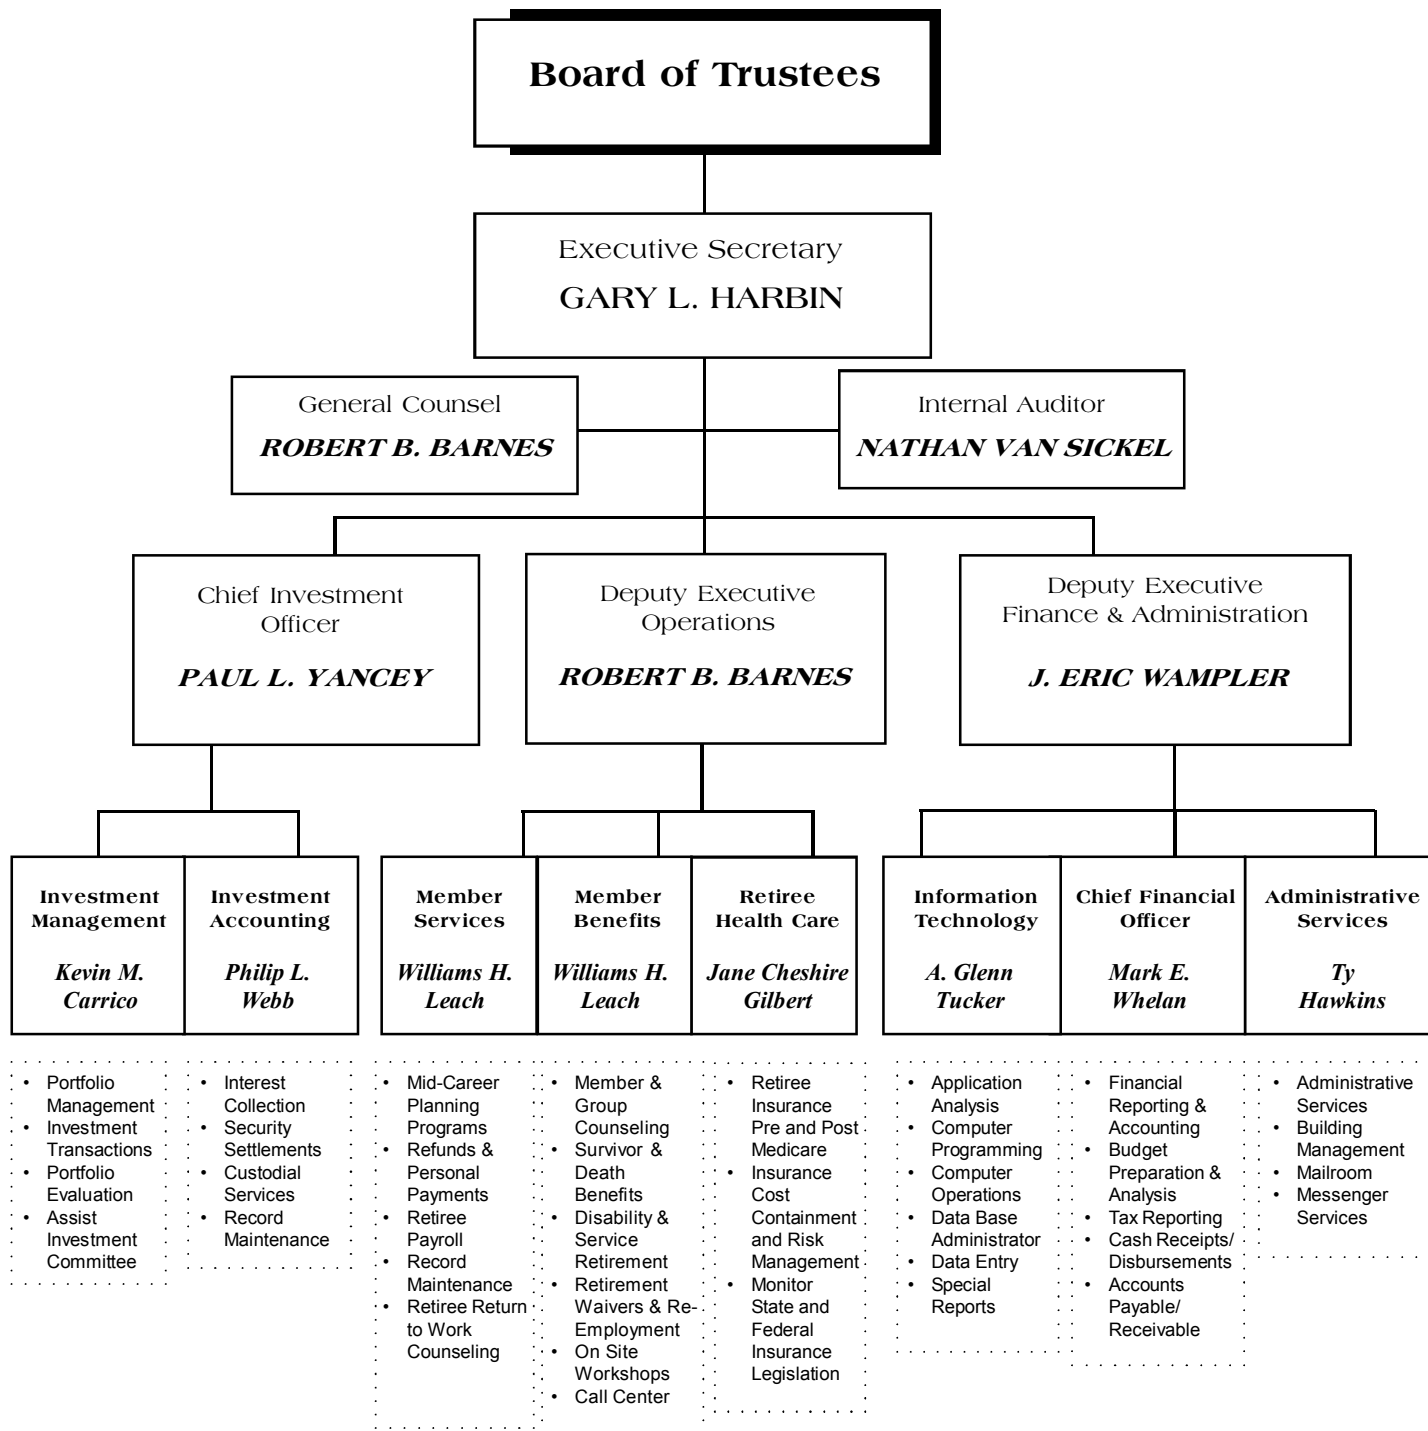 Board of Trustees
Executive Secretary
GARY L. HARBIN
General Counsel
ROBERT B. BARNES
Internal Auditor
NATHAN VAN SICKEL
Chief Investment
Officer
PAUL L. YANCEY
Deputy Executive
Operations
ROBERT B. BARNES
Deputy Executive
Finance & Administration
J. ERIC WAMPLER
Investment
Management
Kevin M.
Carrico
Investment
Accounting
Philip L.
Webb
Member
Services
Williams H.
Leach
Member
Benefits
Williams H.
Leach
Retiree
Health Care
Jane Cheshire
Gilbert
Information
Technology
A. Glenn
Tucker
Chief Financial
Officer
Mark E.
Whelan
Administrative
Services
Ty
Hawkins
• Portfolio
Management
• Investment
Transactions
• Portfolio
Evaluation
• Assist
Investment
Committee
• Interest
Collection
• Security
Settlements
• Custodial
Services
• Record
Maintenance
• Mid-Career
Planning
Programs
• Refunds &
Personal
Payments
• Retiree
Payroll
• Record
Maintenance
• Retiree Return
to Work
Counseling
• Member &
Group
Counseling
• Survivor &
Death
Benefits
• Disability &
Service
Retirement
• Retirement
Waivers & Re-
Employment
• On Site
Workshops
• Call Center
• Retiree
Insurance
Pre and Post
Medicare
• Insurance
Cost
Containment
and Risk
Management
• Monitor
State and
Federal
Insurance
Legislation
• Application
Analysis
• Computer
Programming
• Computer
Operations
• Data Base
Administrator
• Data Entry
• Special
Reports
• Financial
Reporting &
Accounting
• Budget
Preparation &
Analysis
• Tax Reporting
• Cash Receipts/
Disbursements
• Accounts
Payable/
Receivable
• Administrative
Services
• Building
Management
• Mailroom
• Messenger
Services